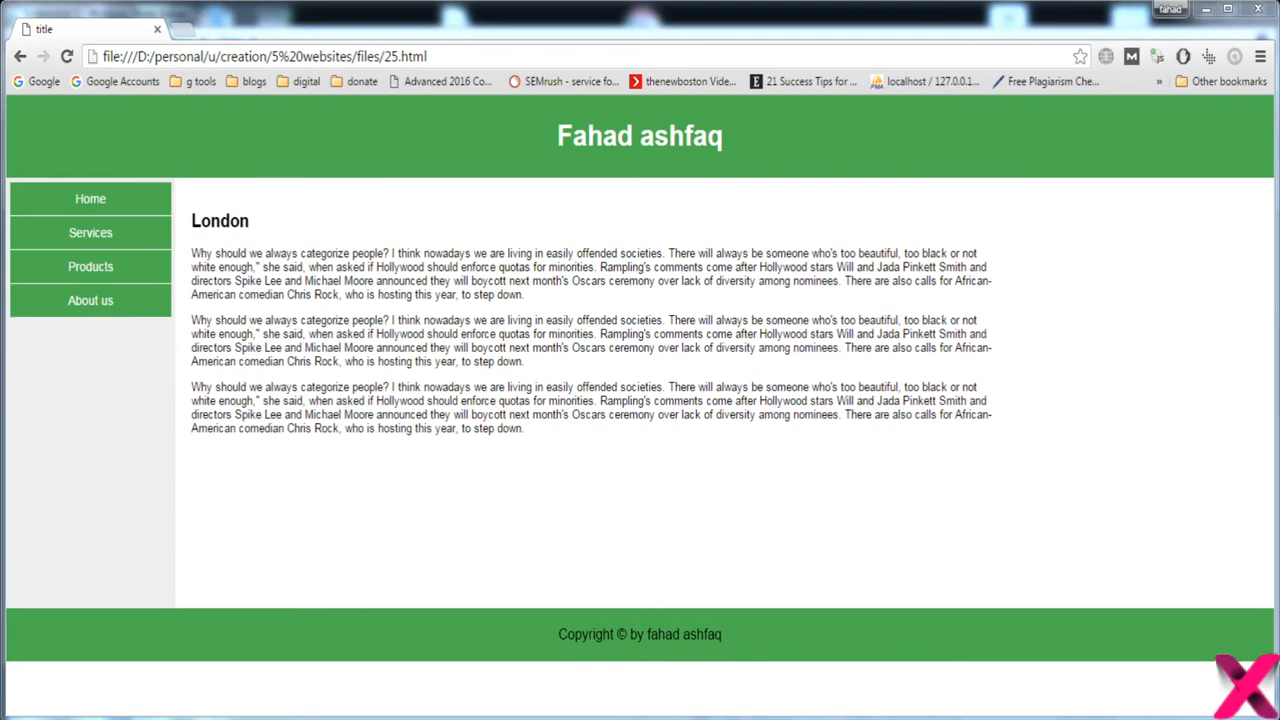 fahad
title
file:///D:/personal/u/creation/5%20websites/files/25.html
M
Google
Google Accounts
g tools
blogs
digital
donate
Advanced 2016 Co...
SEMrush - service fo...
thenewboston Vide...
21 Success Tips for ...
localhost / 127.0.0.1...
Free Plagiarism Che...
»
Other bookmarks
Fahad ashfaq
Home
Services
Products
About us
London
Why should we always categorize people? I think nowadays we are living in easily offended societies. There will always be someone who's too beautiful, too black or not
white enough," she said, when asked if Hollywood should enforce quotas for minorities. Rampling's comments come after Hollywood stars Will and Jada Pinkett Smith and
directors Spike Lee and Michael Moore announced they will boycott next month's Oscars ceremony over lack of diversity among nominees. There are also calls for African-
American comedian Chris Rock, who is hosting this year, to step down.
Why should we always categorize people? I think nowadays we are living in easily offended societies. There will always be someone who's too beautiful, too black or not
white enough," she said, when asked if Hollywood should enforce quotas for minorities. Rampling's comments come after Hollywood stars Will and Jada Pinkett Smith and
directors Spike Lee and Michael Moore announced they will boycott next month's Oscars ceremony over lack of diversity among nominees. There are also calls for African-
American comedian Chris Rock, who is hosting this year, to step down.
Why should we always categorize people? I think nowadays we are living in easily offended societies. There will always be someone who's too beautiful, too black or not
white enough," she said, when asked if Hollywood should enforce quotas for minorities. Rampling's comments come after Hollywood stars Will and Jada Pinkett Smith and
directors Spike Lee and Michael Moore announced they will boycott next month's Oscars ceremony over lack of diversity among nominees. There are also calls for African-
American comedian Chris Rock, who is hosting this year, to step down.
Copyright © by fahad ashfaq
X